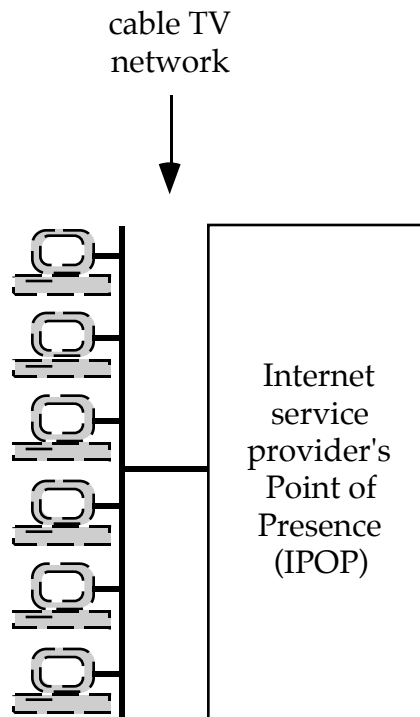 cable TV
network
Internet
service
provider's
Point of
Presence
(IPOP)